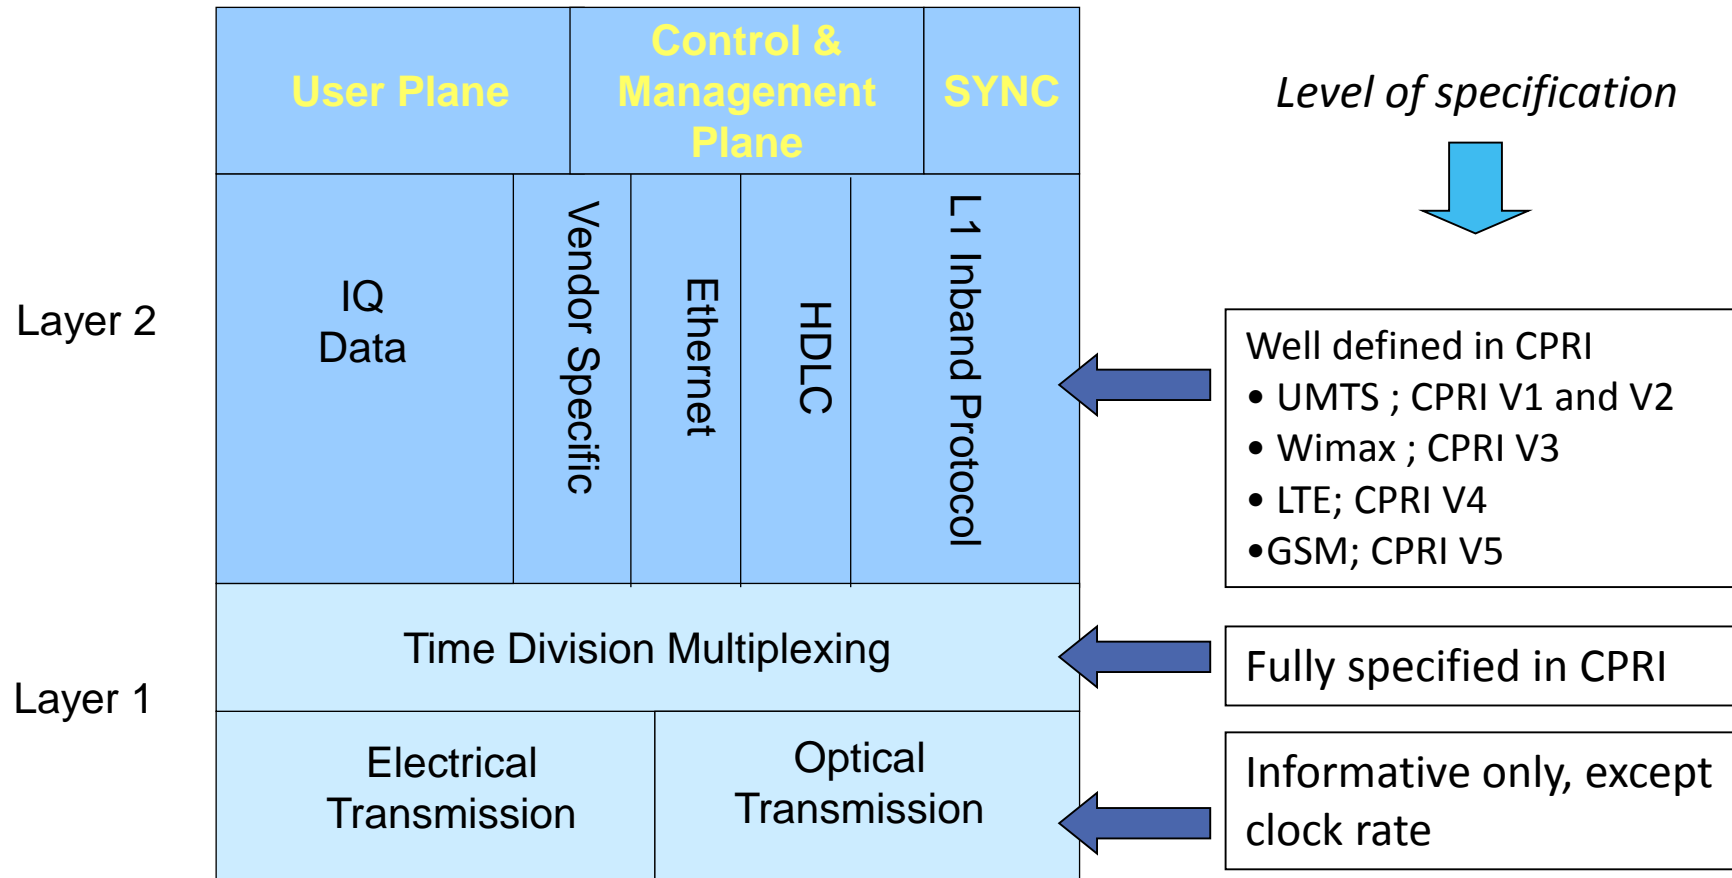 User Plane
Control &
Management
Plane
SYNC
Level of specification
Layer 2
IQ
Data
Vendor Specific
Ethernet
HDLC
L1 Inband Protocol
Well defined in CPRI
• UMTS ; CPRI V1 and V2
• Wimax ; CPRI V3
• LTE; CPRI V4
•GSM; CPRI V5
Layer 1
Time Division Multiplexing
Fully specified in CPRI
Electrical
Transmission
Optical
Transmission
Informative only, except
clock rate